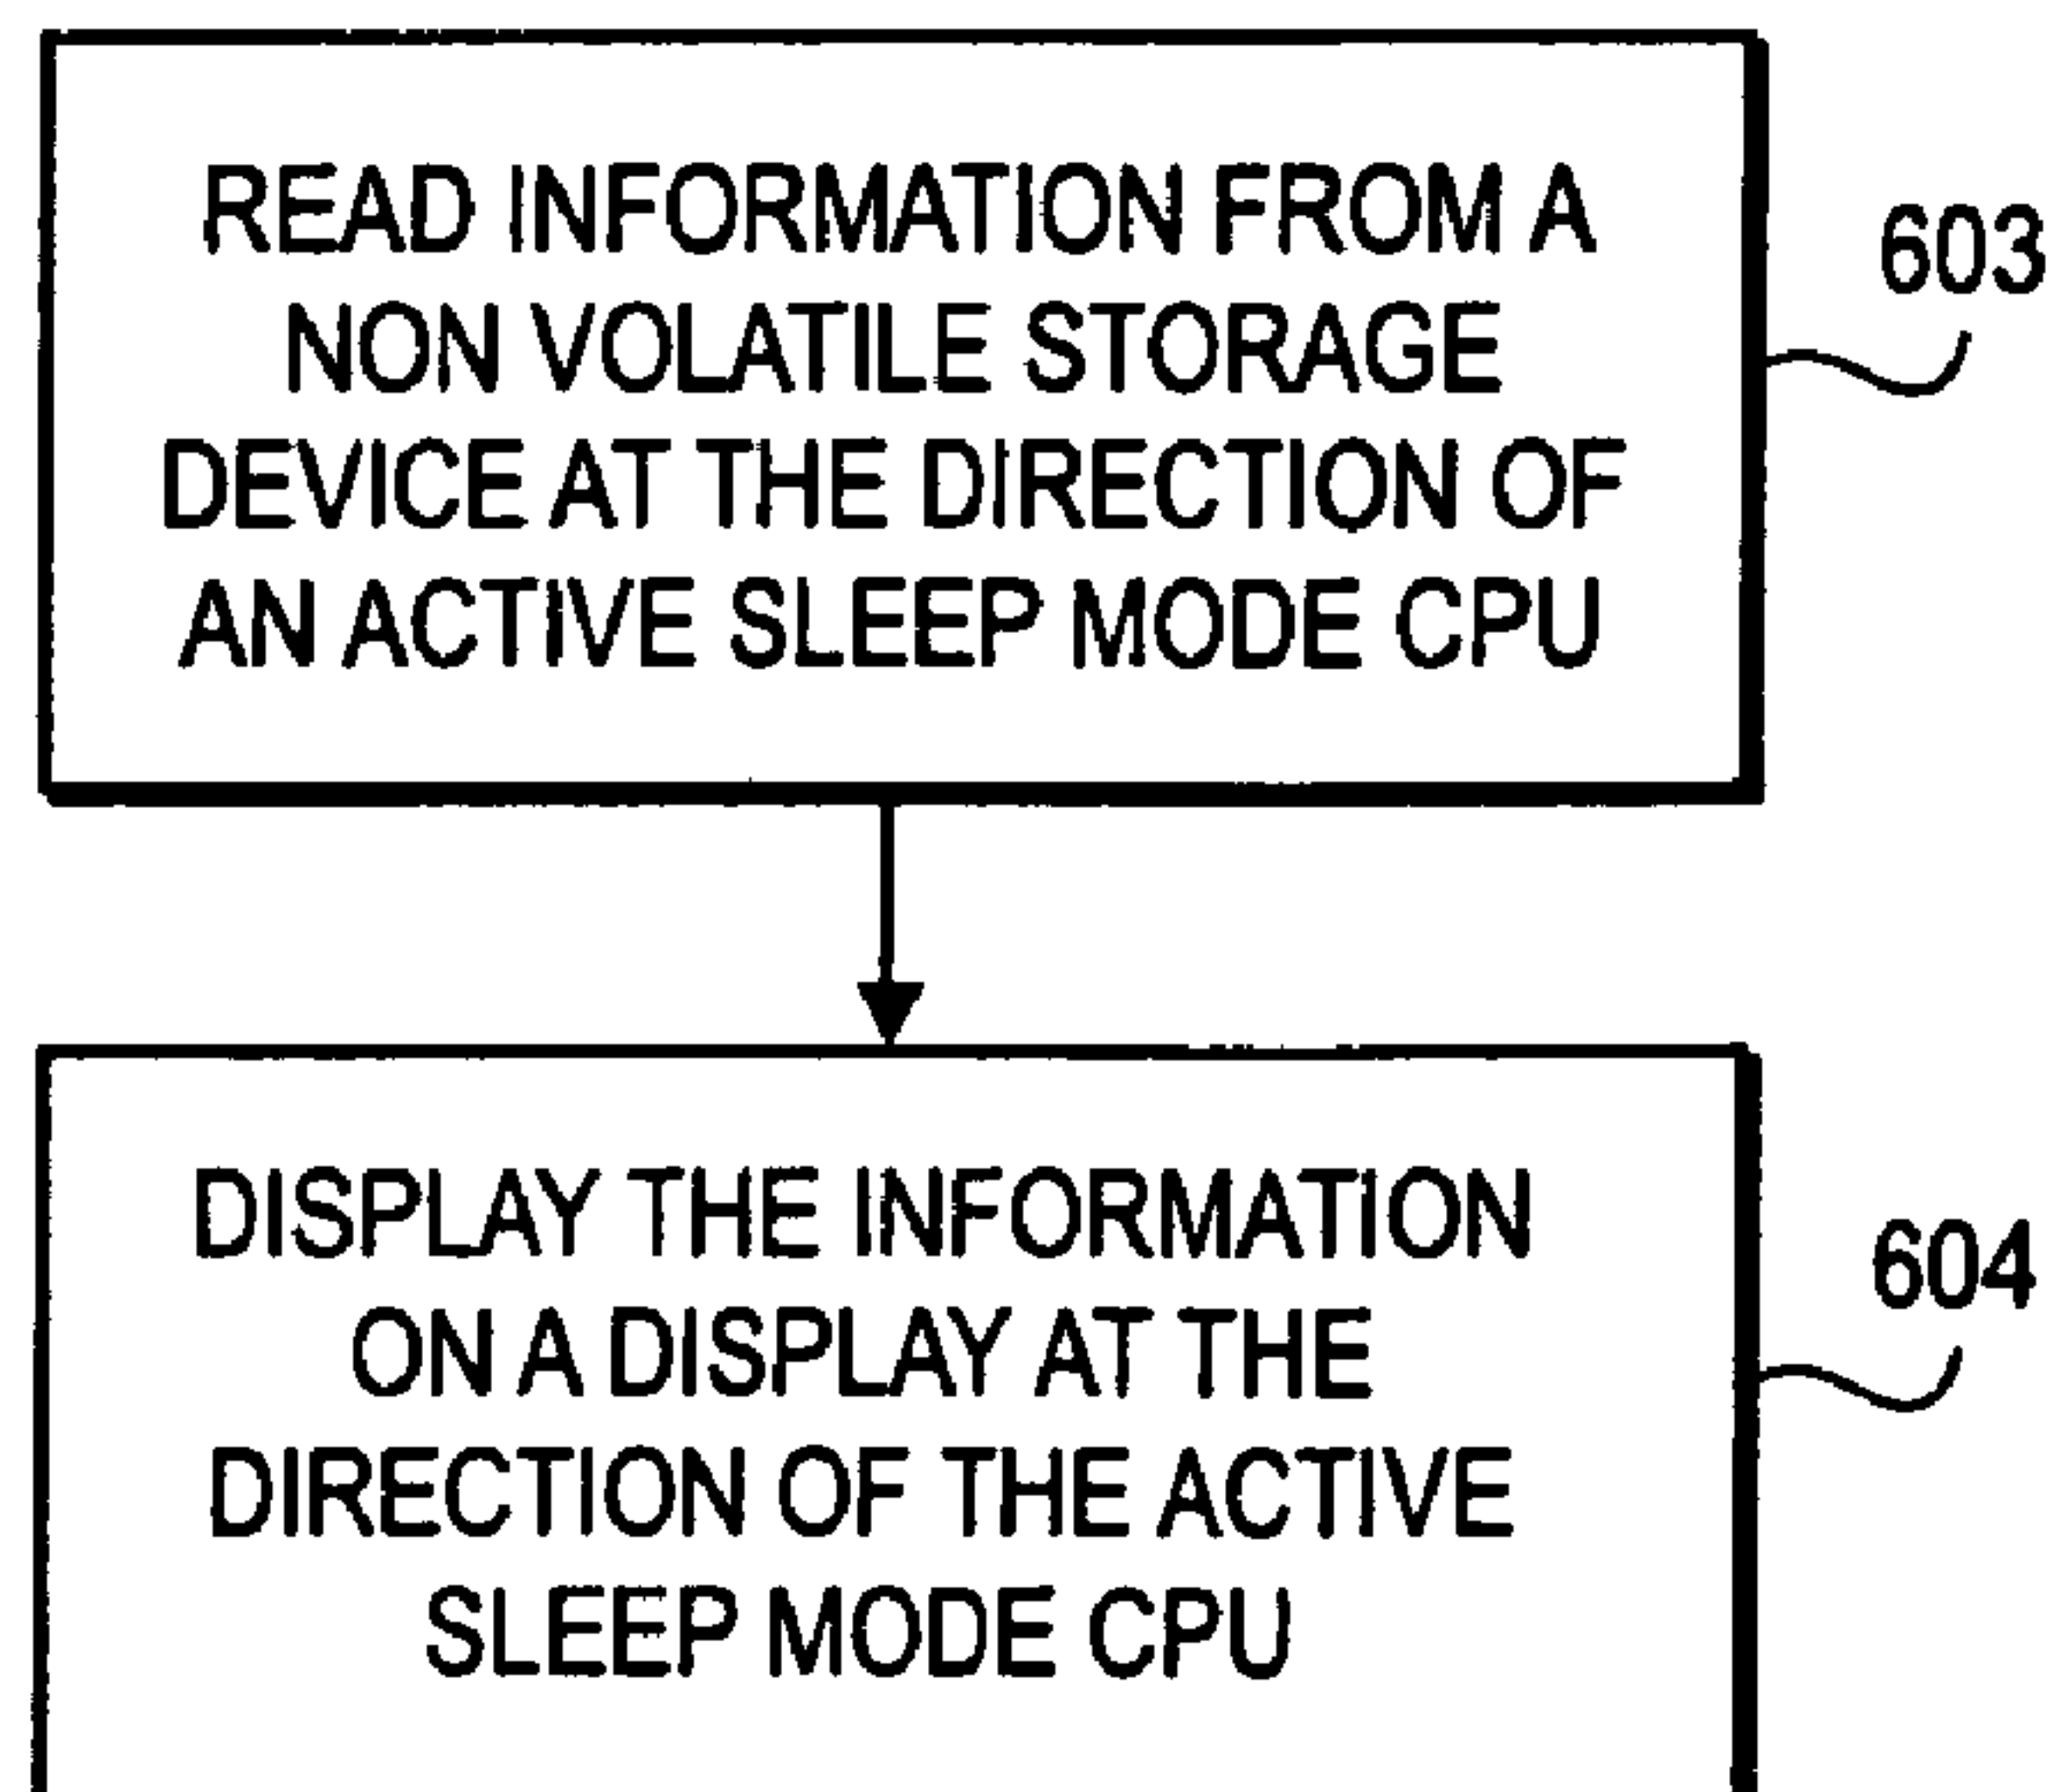 READ INFORMATION FROM A
NON VOLATILE STORAGE
DEVICE AT THE DIRECTION OF
AN ACTIVE SLEEP MODE CPU
603
DISPLAY THE INFORMATION
ON A DISPLAY AT THE
DIRECTION OF THE ACTIVE
SLEEP MODE CPU
604